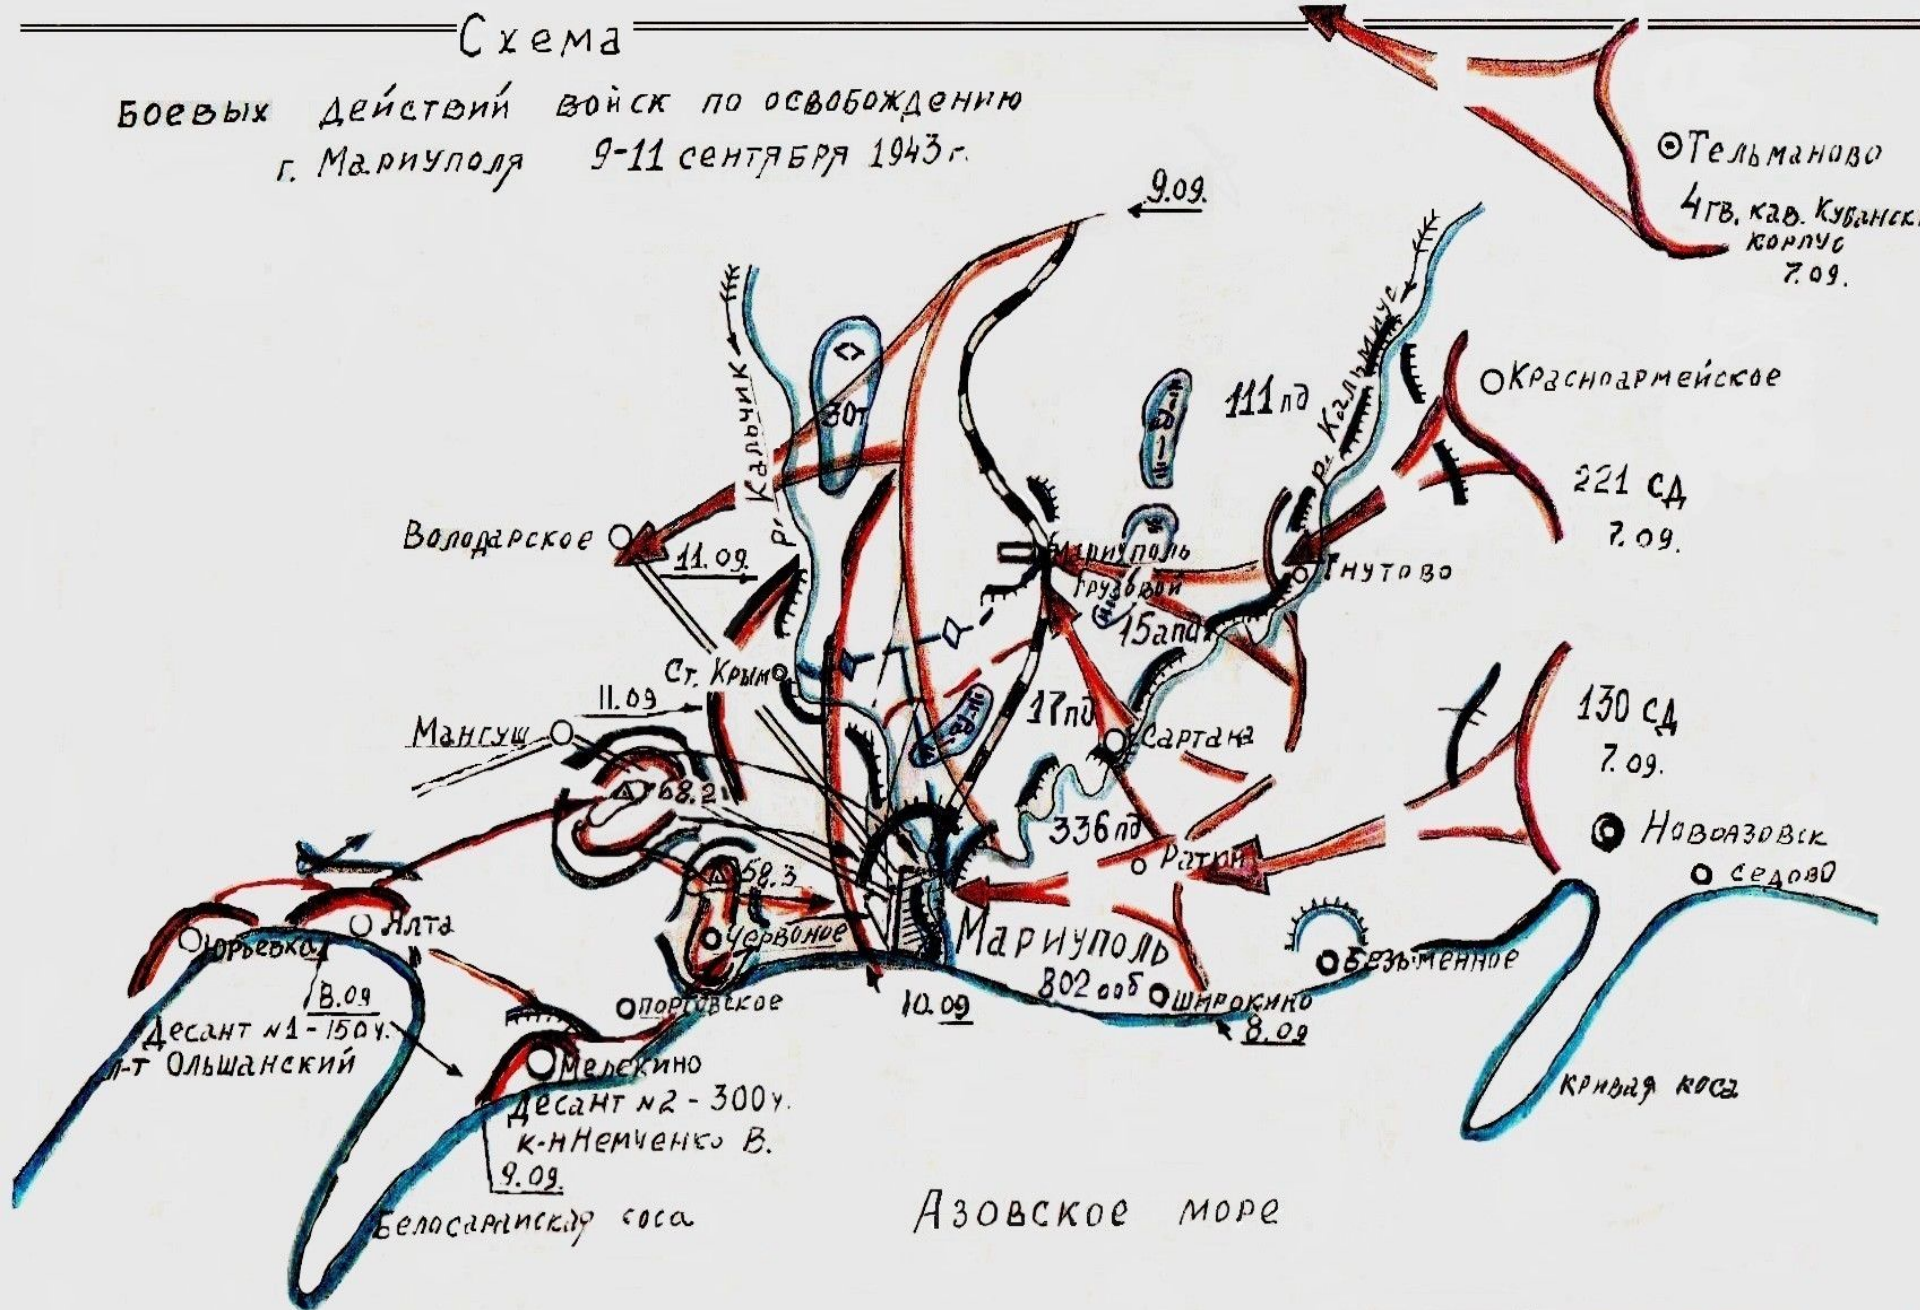 Схема
Боевых действий войск по освобождению
г. Мариуполя 9-11 сентября 1943г.
Тельманово
4 гв. кав. Кубанск
корпус
7.09.
9.09.
р. Кальмиус
Красноармейское
111 пд
30т
р. Кальчик
221 СД
7.09.
Володарское
11.09.
Мариуполь
Грузовой
Гнутово
15 апд
Ст. Крым
11.09
Мангуш
17 пд
Сартана
130 СД
7.09.
68.2
336 пд
Новоазовск
Седово
58.3
Ялта
Юрьевка
Червоное
Мариуполь
Безыменное
802 ооб
Широкино
8.09
10.09
Портовское
8.09
Десант №1 - 150 ч.
л-т Ольшанский
Мелекино
Десант №2 - 300 ч.
к-н Немченко В.
9.09.
Кривая коса
Белосарайская коса
Азовское море